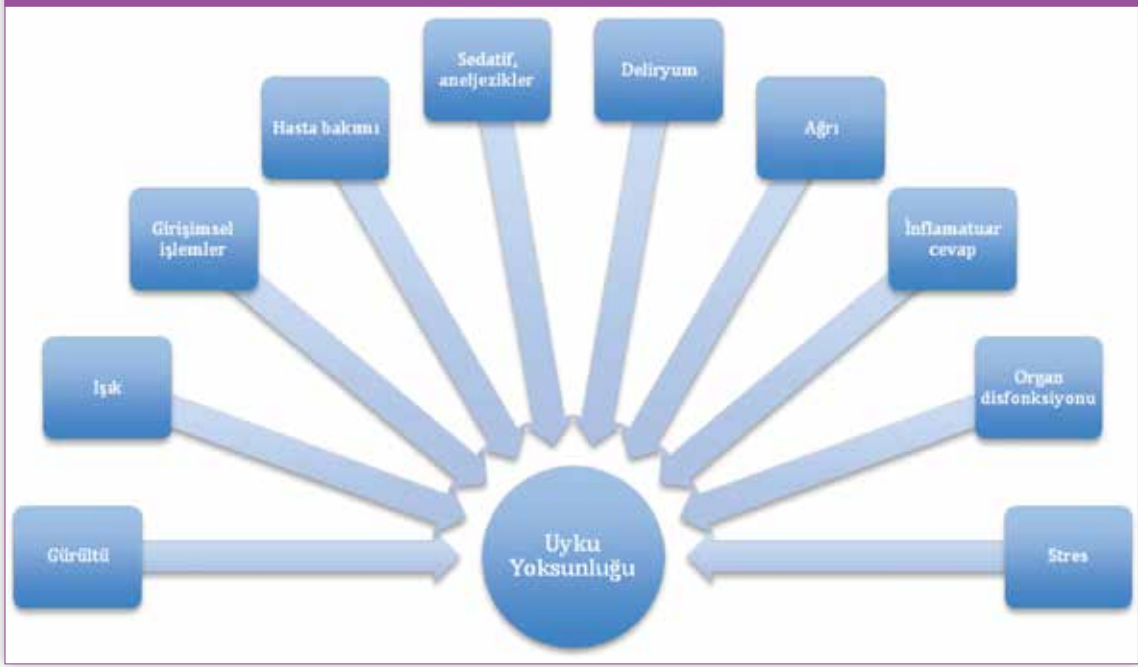 Sedatif,
aneljezikler
Deliryum
Hasta bakımı
Ağrı
Girişimsel
işlemler
İnflamatuar
cevap
Işık
Organ
disfonksiyonu
Gürültü
Uyku
Yoksunluğu
Stres